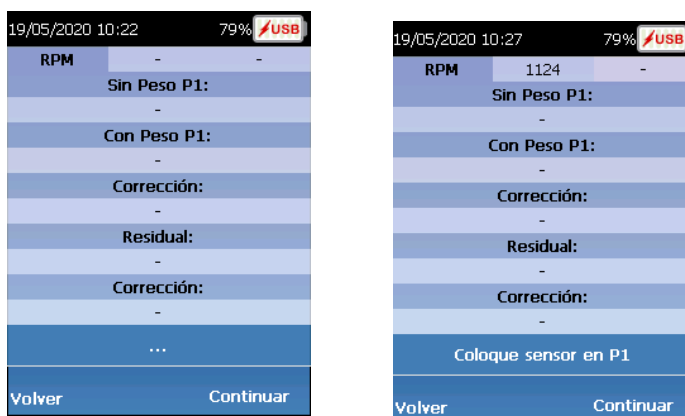 19/05/2020 10:22 79% USB
RPM - -
Sin Peso P1:
-
Con Peso P1:
-
Corrección:
-
Residual:
-
Corrección:
-
...
Volver Continuar
19/05/2020 10:27 79% USB
RPM 1124 -
Sin Peso P1:
-
Con Peso P1:
-
Corrección:
-
Residual:
-
Corrección:
-
Coloque sensor en P1
Volver Continuar